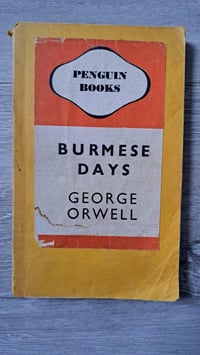 PENGUIN
BOOKS
BURMESE
DAYS
GEORGE
ORWELL